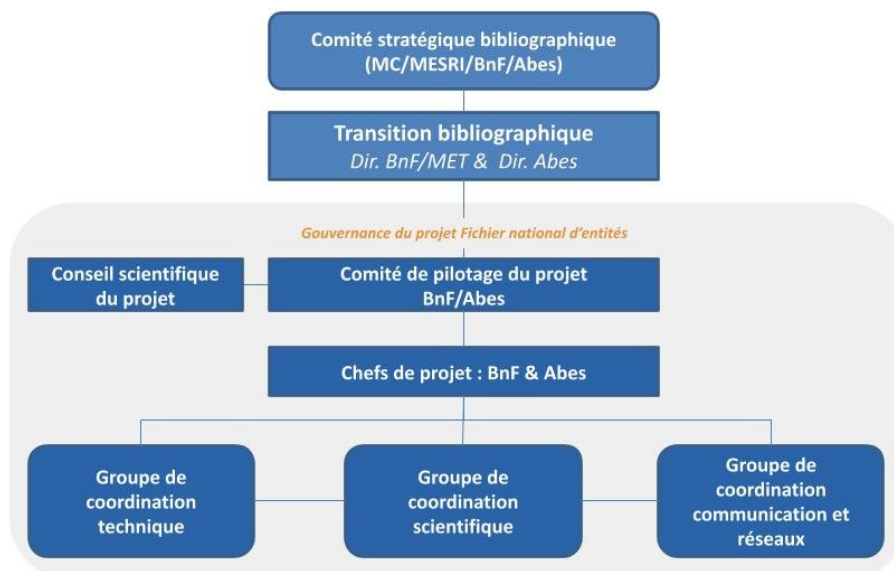 Comité stratégique bibliographique
(MC/MESRI/BnF/Abes)
Transition bibliographique
Dir. BnF/MET & Dir. Abes
Gouvernance du projet Fichier national d'entités
Conseil scientifique
du projet
Comité de pilotage du projet
BnF/Abes
Chefs de projet : BnF & Abes
Groupe de
coordination
technique
Groupe de
coordination
scientifique
Groupe de
coordination
communication et
réseaux